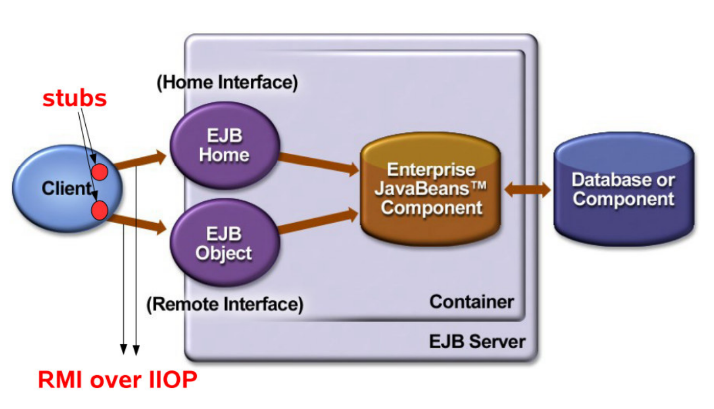 (Home Interface)
stubs
EJB
Home
Client
Enterprise
JavaBeans™
Component
Database or
Component
EJB
Object
(Remote Interface)
Container
EJB Server
RMI over IIOP